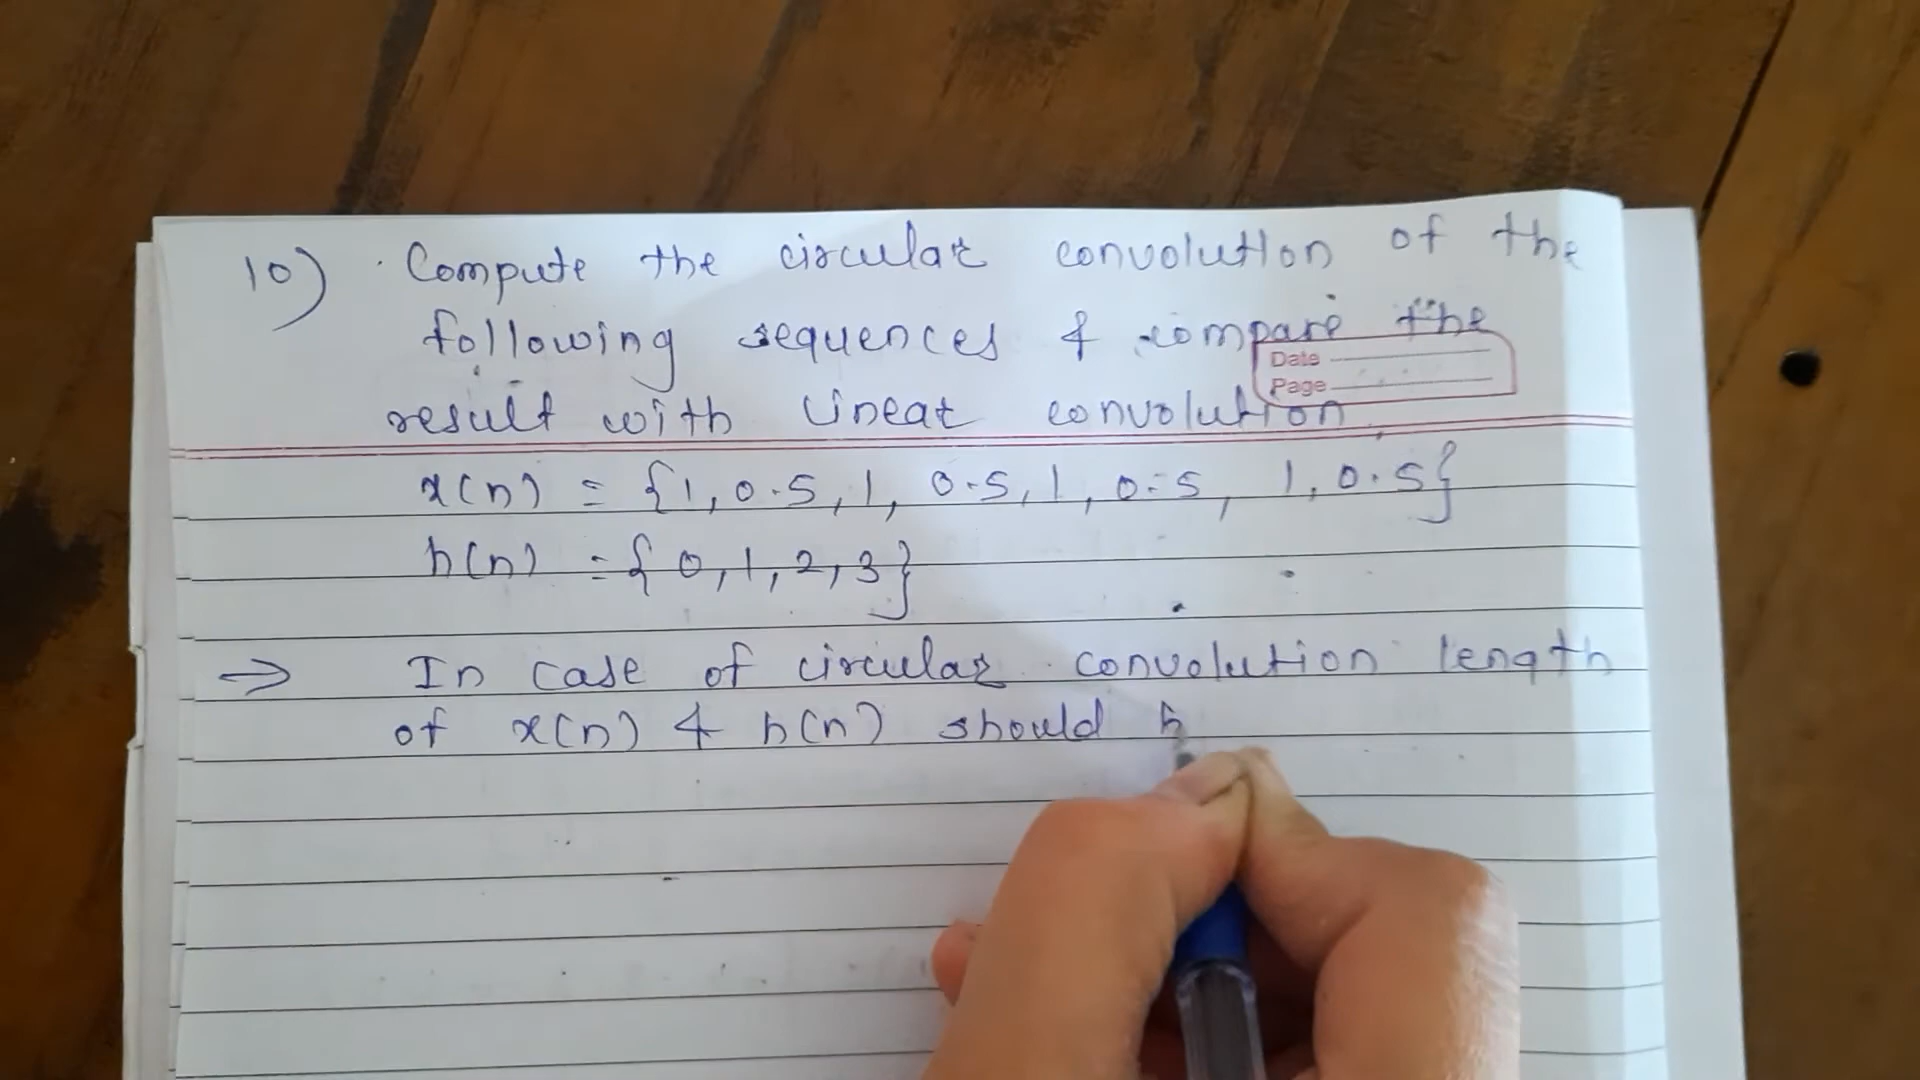 10) Compute the circular convolution of the
following sequences & compare the
Date
Page
result with linear convolution
x(n) = {1, 0.5, 1, 0.5, 1, 0.5, 1, 0.5}
h(n) = {0, 1, 2, 3}
→ In case of circular convolution length
of x(n) & h(n) should